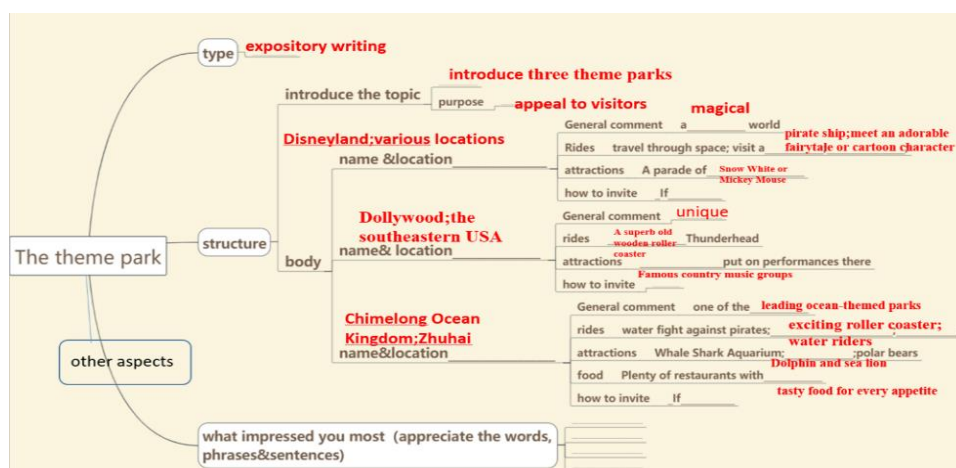 The theme park
type expository writing
structure
introduce the topic introduce three theme parks
purpose appeal to visitors
body
Disneyland;various locations
name &location
General comment a magical world
Rides travel through space; visit a pirate ship;meet an adorable
fairytale or cartoon character
attractions A parade of Snow White or
Mickey Mouse
how to invite If
Dollywood;the
southeastern USA
name& location
General comment unique
rides A superb old
wooden roller
coaster Thunderhead
attractions put on performances there
Famous country music groups
how to invite
Chimelong Ocean
Kingdom;Zhuhai
name&location
General comment one of the leading ocean-themed parks
rides water fight against pirates; exciting roller coaster;
water riders
attractions Whale Shark Aquarium; ;polar bears
Dolphin and sea lion
food Plenty of restaurants with
tasty food for every appetite
how to invite If
other aspects
what impressed you most (appreciate the words,
phrases&sentences)